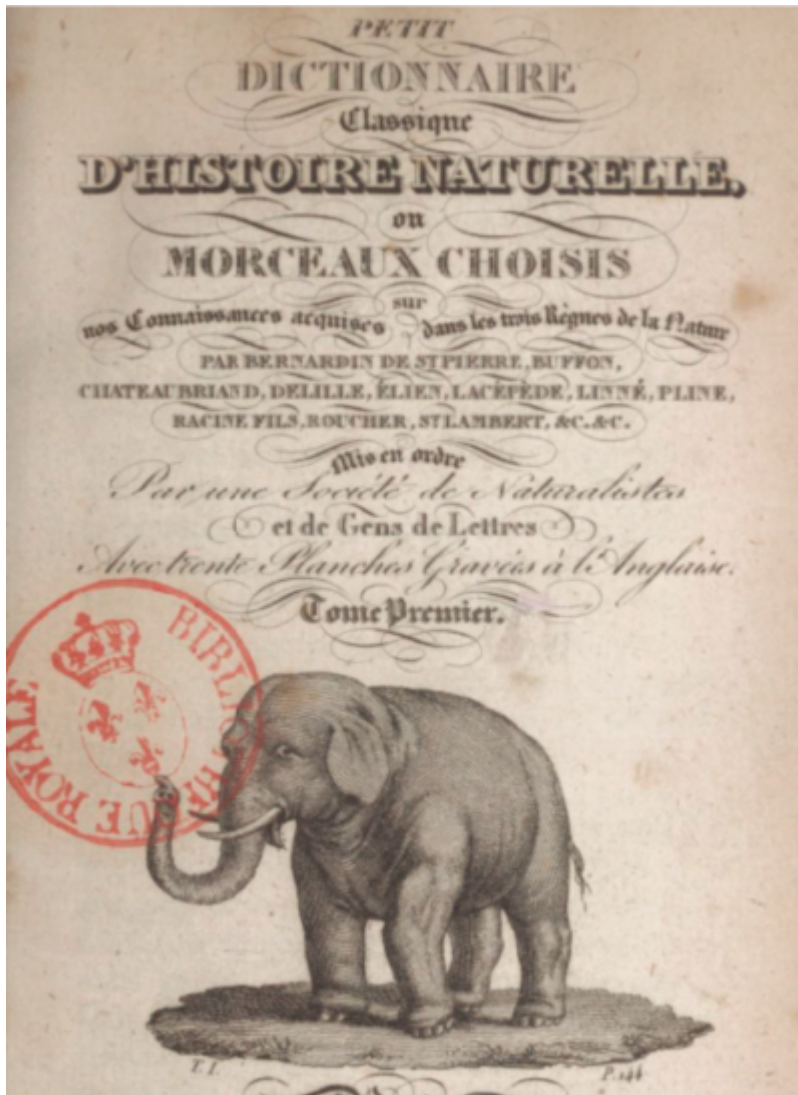 PETIT
DICTIONNAIRE
Classique
D'HISTOIRE NATURELLE,
ou
MORCEAUX CHOISIS
sur
nos Connaissances acquises dans les trois Règnes de la Natur
PAR BERNARDIN DE ST PIERRE, BUFFON,
CHATEAUBRIAND, DELILLE, ÉLIEN, LACÉPÈDE, LINNÉ, PLINE,
RACINE FILS, ROUCHER, ST LAMBERT, &C. &C.
Mis en ordre
Par une Société de Naturalistes
et de Gens de Lettres
Avec trente Planches Gravées à l'Anglaise.
Tome Premier.
BIBLIOTHEQUE ROYALE
T. I. P. 144